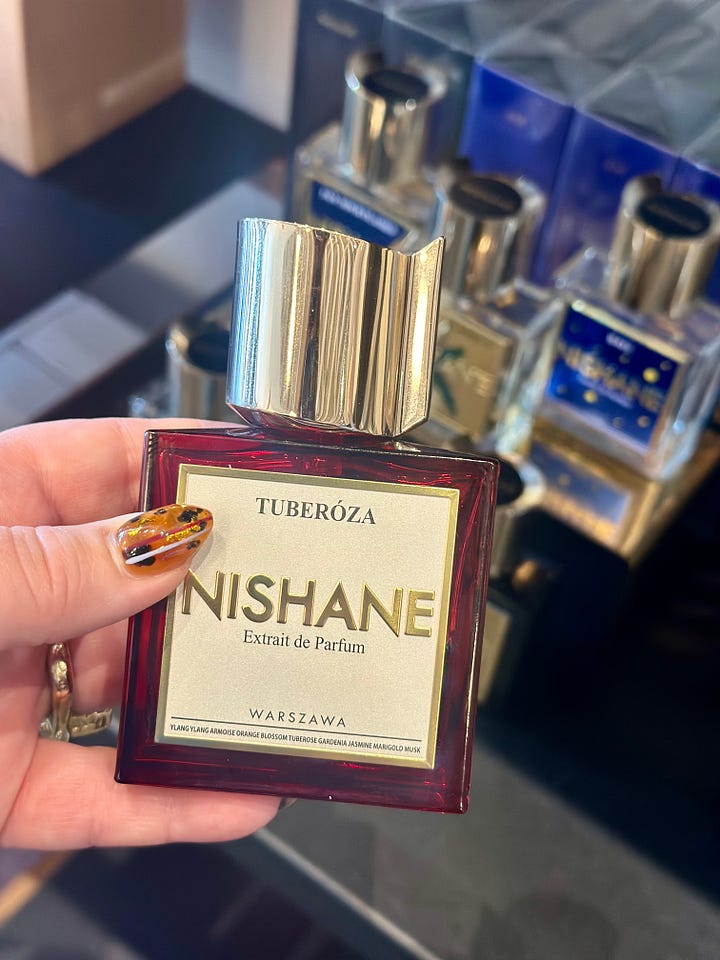 TUBERÓZA
NISHANE
Extrait de Parfum
WARSZAWA
YLANG YLANG ARMOISE ORANGE BLOSSOM TUBEROSE GARDENIA JASMINE MARIGOLD MUSK
NISHANE